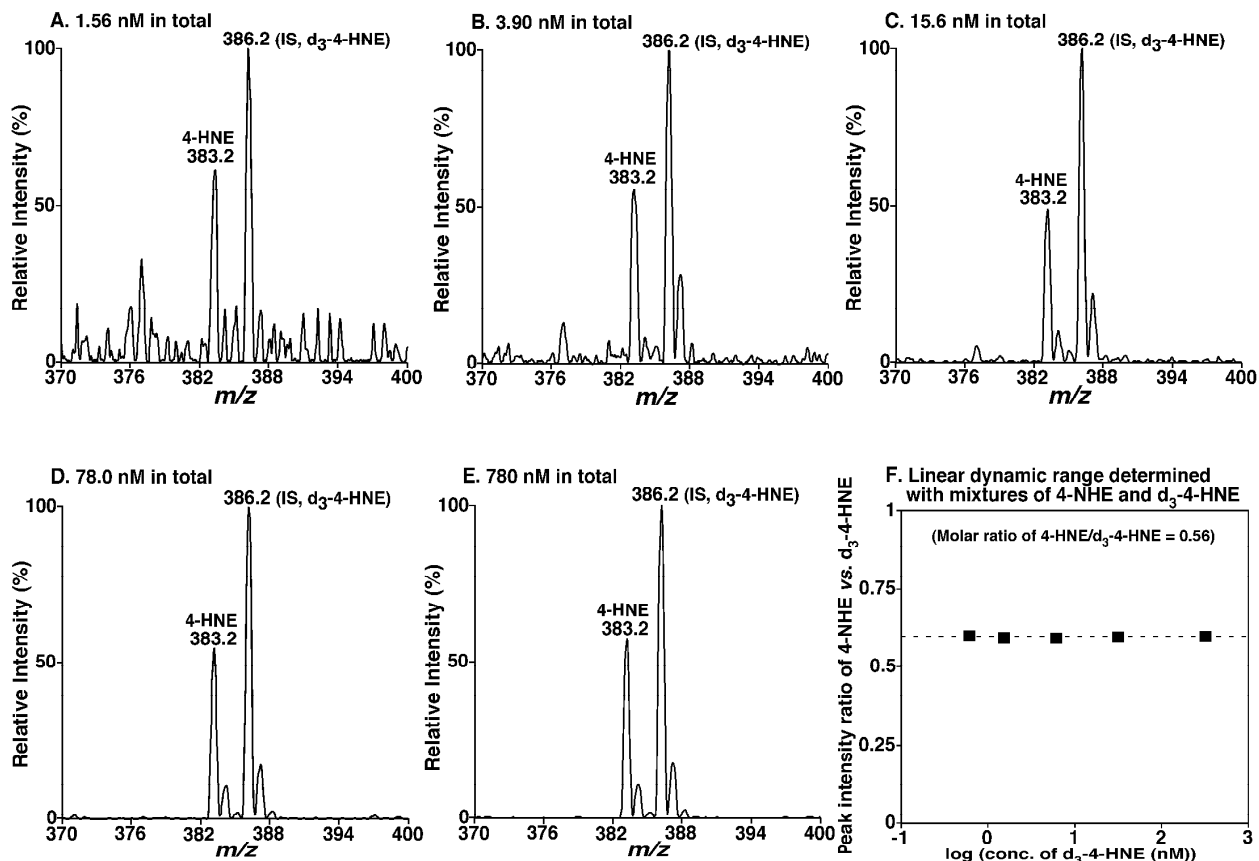 A. 1.56 nM in total
386.2 (IS, d3-4-HNE)
4-HNE
383.2
Relative Intensity (%)
100
50
0
370 376 382 388 394 400
m/z
B. 3.90 nM in total
386.2 (IS, d3-4-HNE)
4-HNE
383.2
Relative Intensity (%)
100
50
0
370 376 382 388 394 400
m/z
C. 15.6 nM in total
386.2 (IS, d3-4-HNE)
4-HNE
383.2
Relative Intensity (%)
100
50
0
370 376 382 388 394 400
m/z
D. 78.0 nM in total
386.2 (IS, d3-4-HNE)
4-HNE
383.2
Relative Intensity (%)
100
50
0
370 376 382 388 394 400
m/z
E. 780 nM in total
386.2 (IS, d3-4-HNE)
4-HNE
383.2
Relative Intensity (%)
100
50
0
370 376 382 388 394 400
m/z
F. Linear dynamic range determined
with mixtures of 4-NHE and d3-4-HNE
(Molar ratio of 4-HNE/d3-4-HNE = 0.56)
Peak intensity ratio of 4-NHE vs. d3-4-HNE
1
0.75
0.5
0.25
0
-1 0 1 2 3
log (conc. of d3-4-HNE (nM))